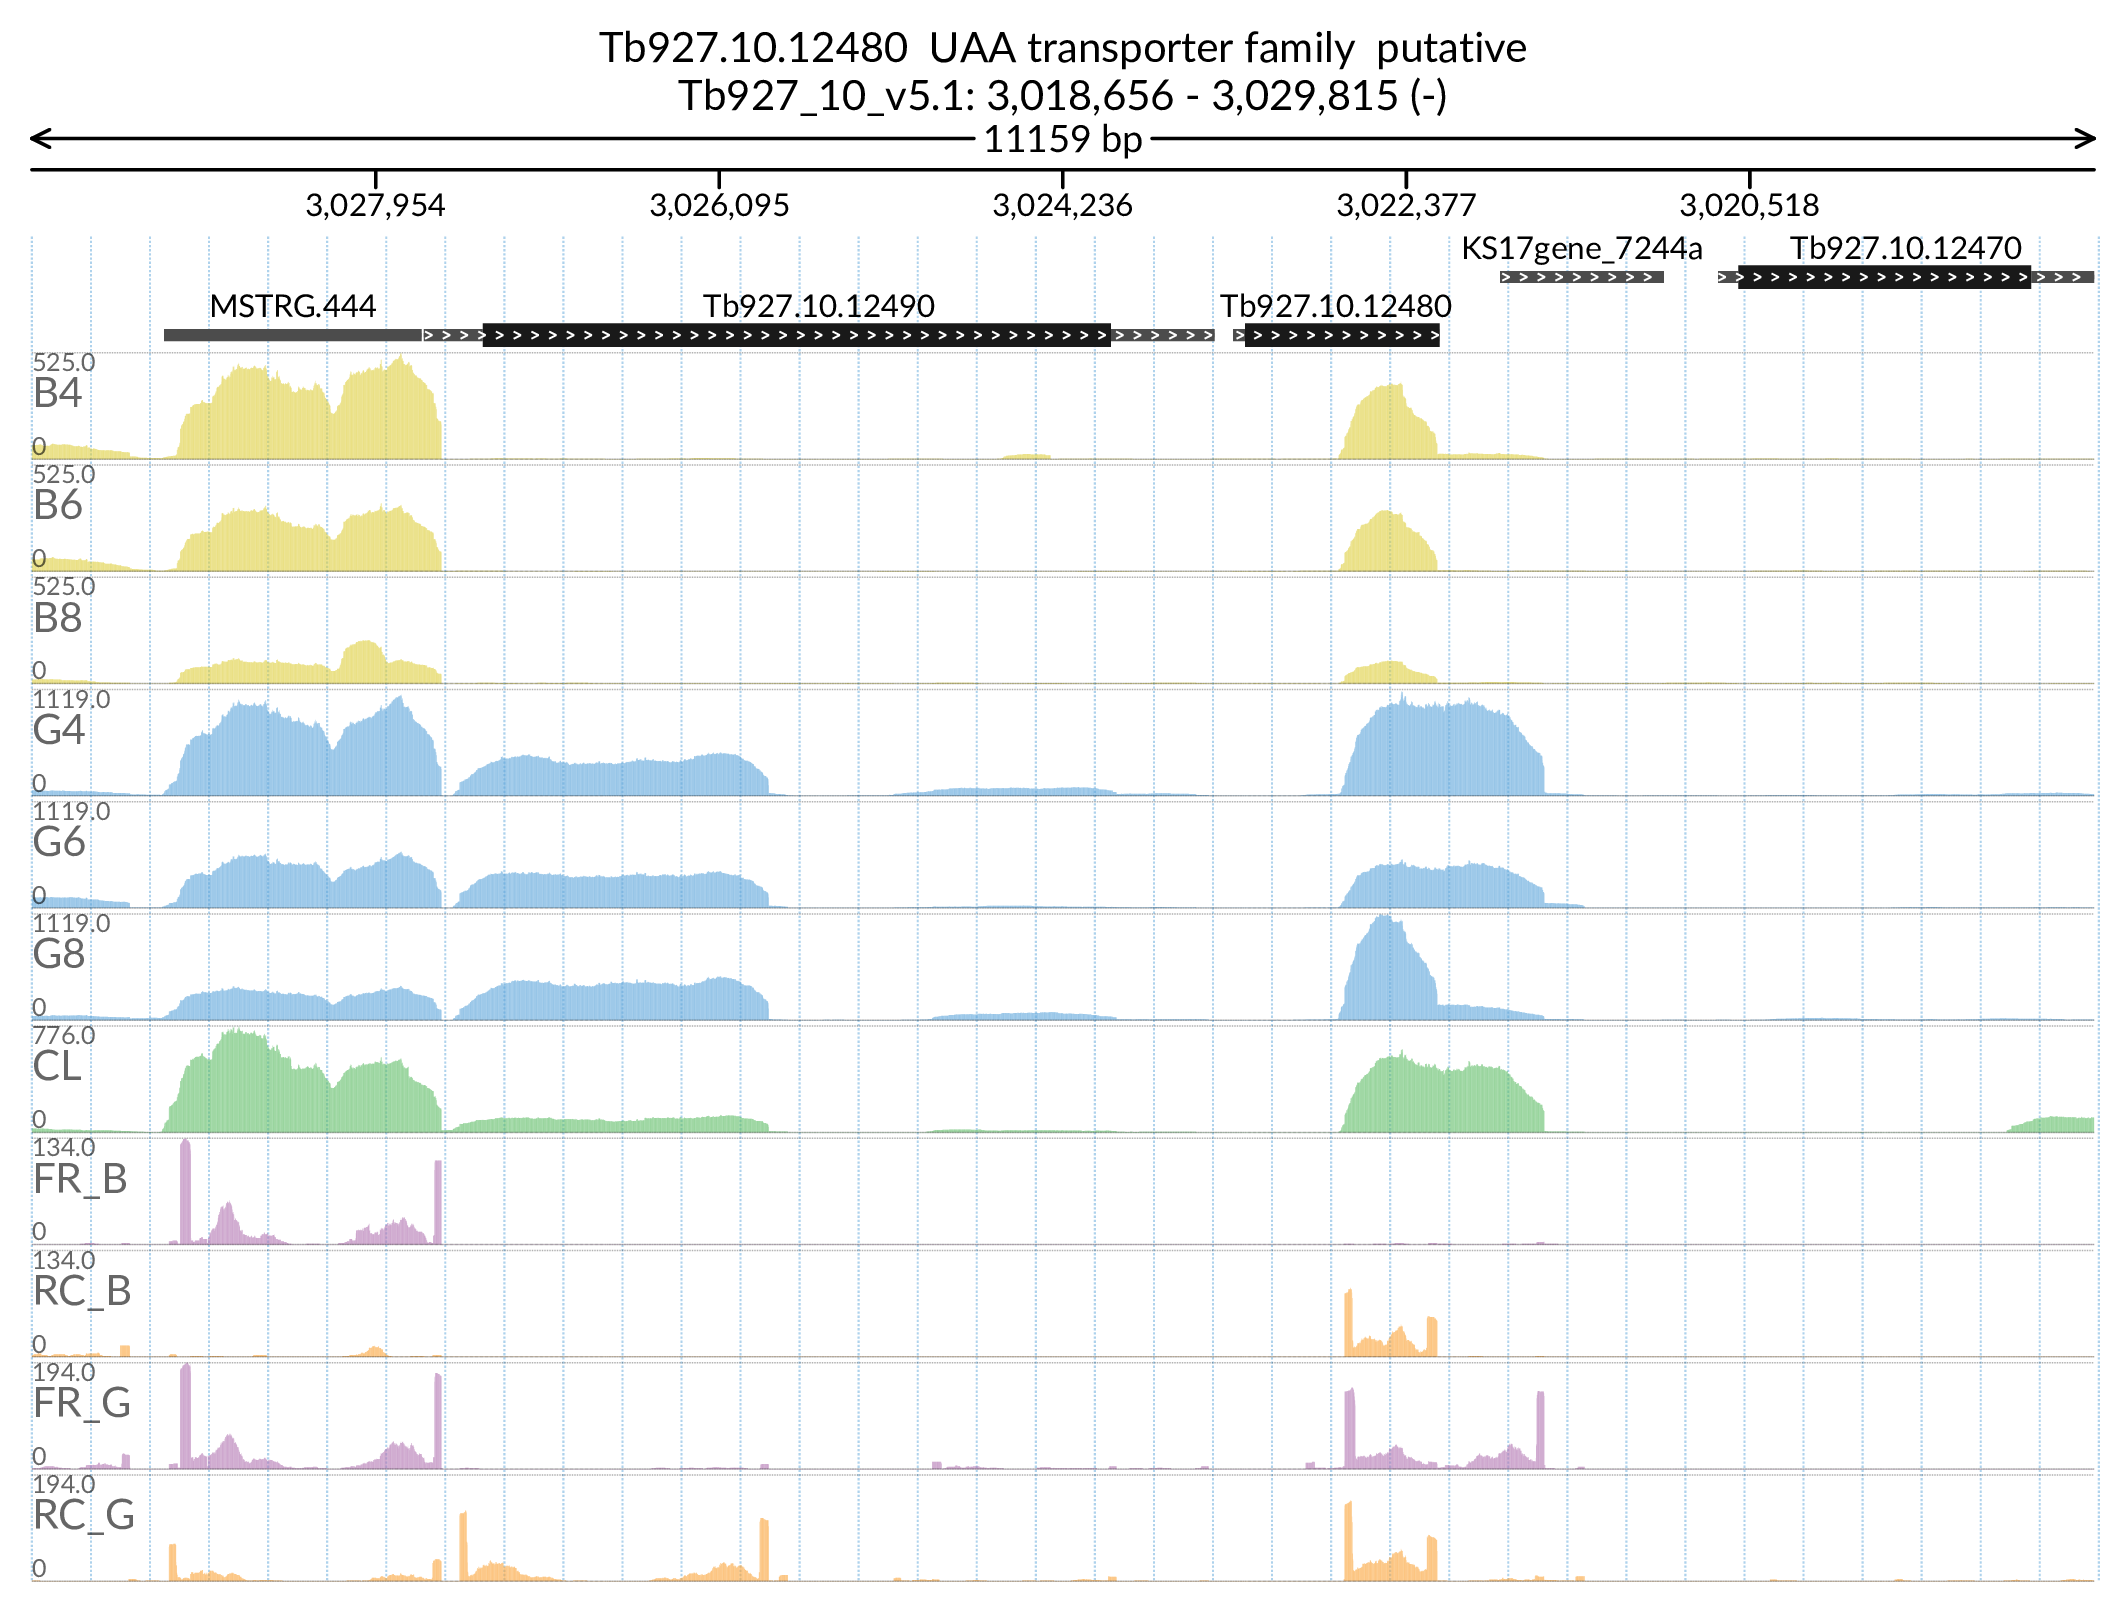 Tb927.10.12480  UAA transporter family  putative
Tb927_10_v5.1: 3,018,656 - 3,029,815 (-)
11159 bp
3,027,954 3,026,095 3,024,236 3,022,377 3,020,518
KS17gene_7244a Tb927.10.12470
MSTRG.444 Tb927.10.12490 Tb927.10.12480
525.0
B4
0
525.0
B6
0
525.0
B8
0
1119.0
G4
0
1119.0
G6
0
1119.0
G8
0
776.0
CL
0
134.0
FR_B
0
134.0
RC_B
0
194.0
FR_G
0
194.0
RC_G
0